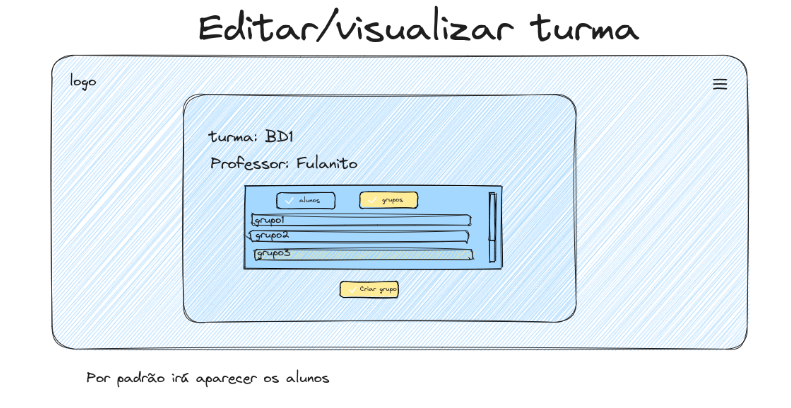 Editar/visualizar turma
logo
turma: BD1
Professor: Fulanito
alunos
grupos
grupo1
grupo2
grupo3
Criar grupo
Por padrão irá aparecer os alunos